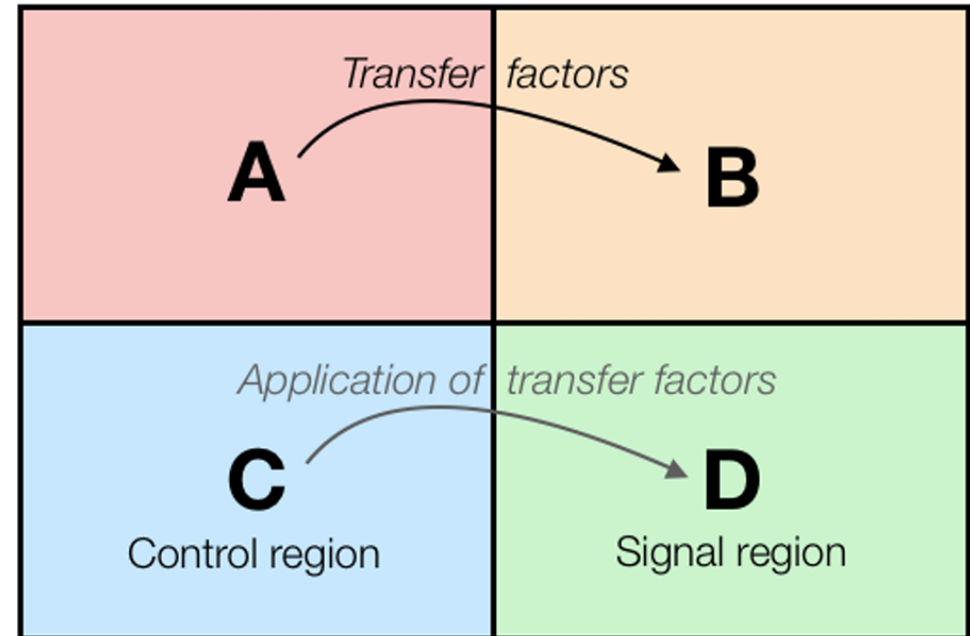 Transfer factors
A
B
Application of transfer factors
C
D
Control region
Signal region